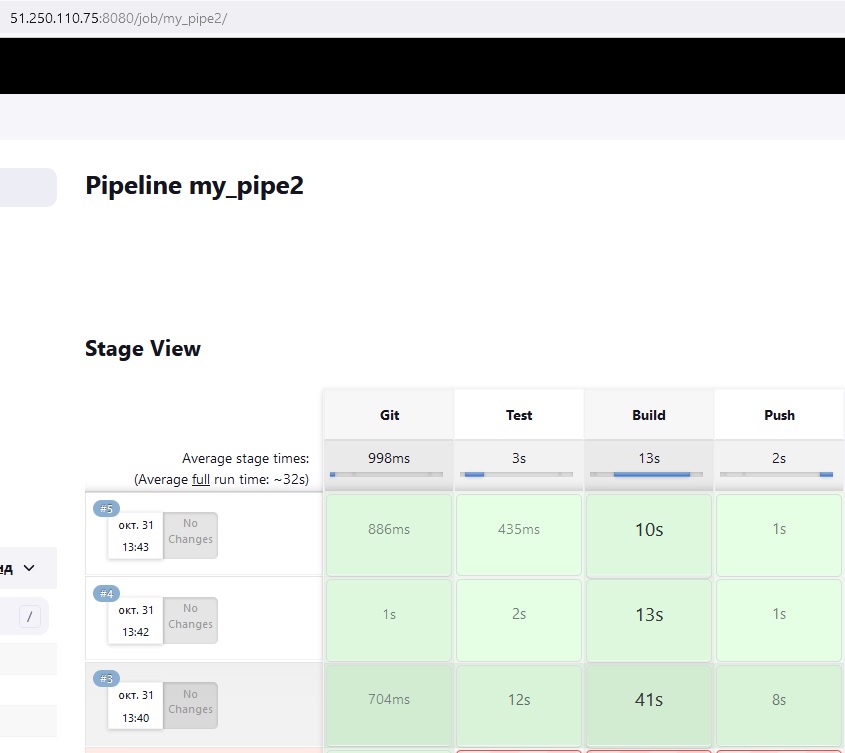 51.250.110.75:8080/job/my_pipe2/
Pipeline my_pipe2
Stage View
Git Test Build Push
Average stage times: 998ms 3s 13s 2s
(Average full run time: ~32s)
#5
окт. 31 No
13:43 Changes
886ms 435ms 10s 1s
#4
окт. 31 No
13:42 Changes
1s 2s 13s 1s
#3
окт. 31 No
13:40 Changes
704ms 12s 41s 8s
/